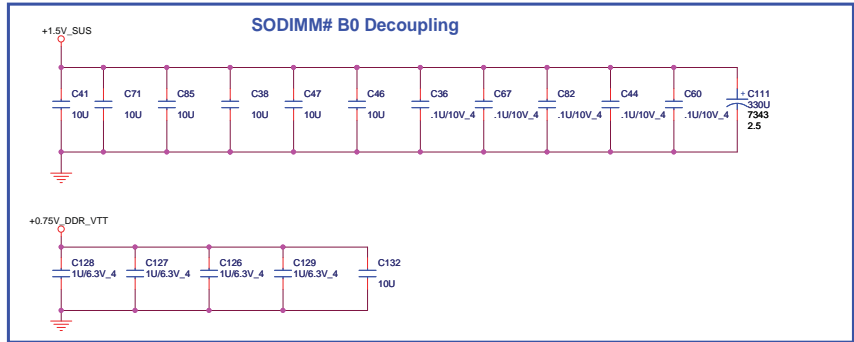 SODIMM# B0 Decoupling
+1.5V_SUS
C41
10U
C71
10U
C85
10U
C38
10U
C47
10U
C46
10U
C36
.1U/10V_4
C67
.1U/10V_4
C82
.1U/10V_4
C44
.1U/10V_4
C60
.1U/10V_4
+ C111
330U
7343
2.5
+0.75V_DDR_VTT
C128
1U/6.3V_4
C127
1U/6.3V_4
C126
1U/6.3V_4
C129
1U/6.3V_4
C132
10U